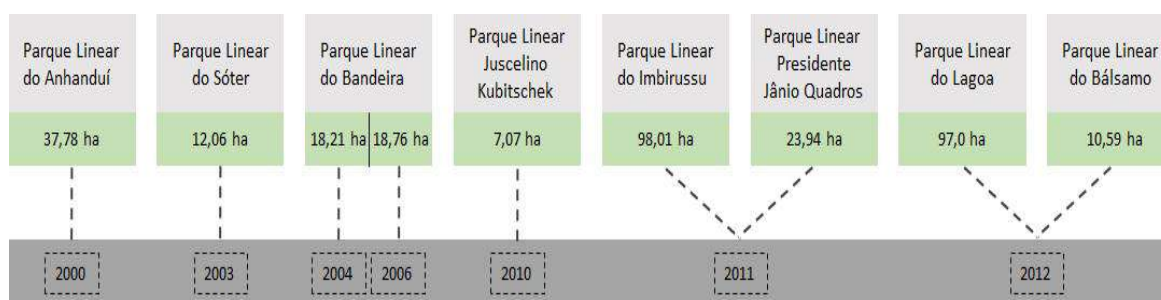 Parque Linear
do Anhanduí
37,78 ha
Parque Linear
do Sóter
12,06 ha
Parque Linear
do Bandeira
18,21 ha 18,76 ha
Parque Linear
Juscelino
Kubitschek
7,07 ha
Parque Linear
do Imbirussu
98,01 ha
Parque Linear
Presidente
Jânio Quadros
23,94 ha
Parque Linear
do Lagoa
97,0 ha
Parque Linear
do Bálsamo
10,59 ha
2000 2003 2004 2006 2010 2011 2012